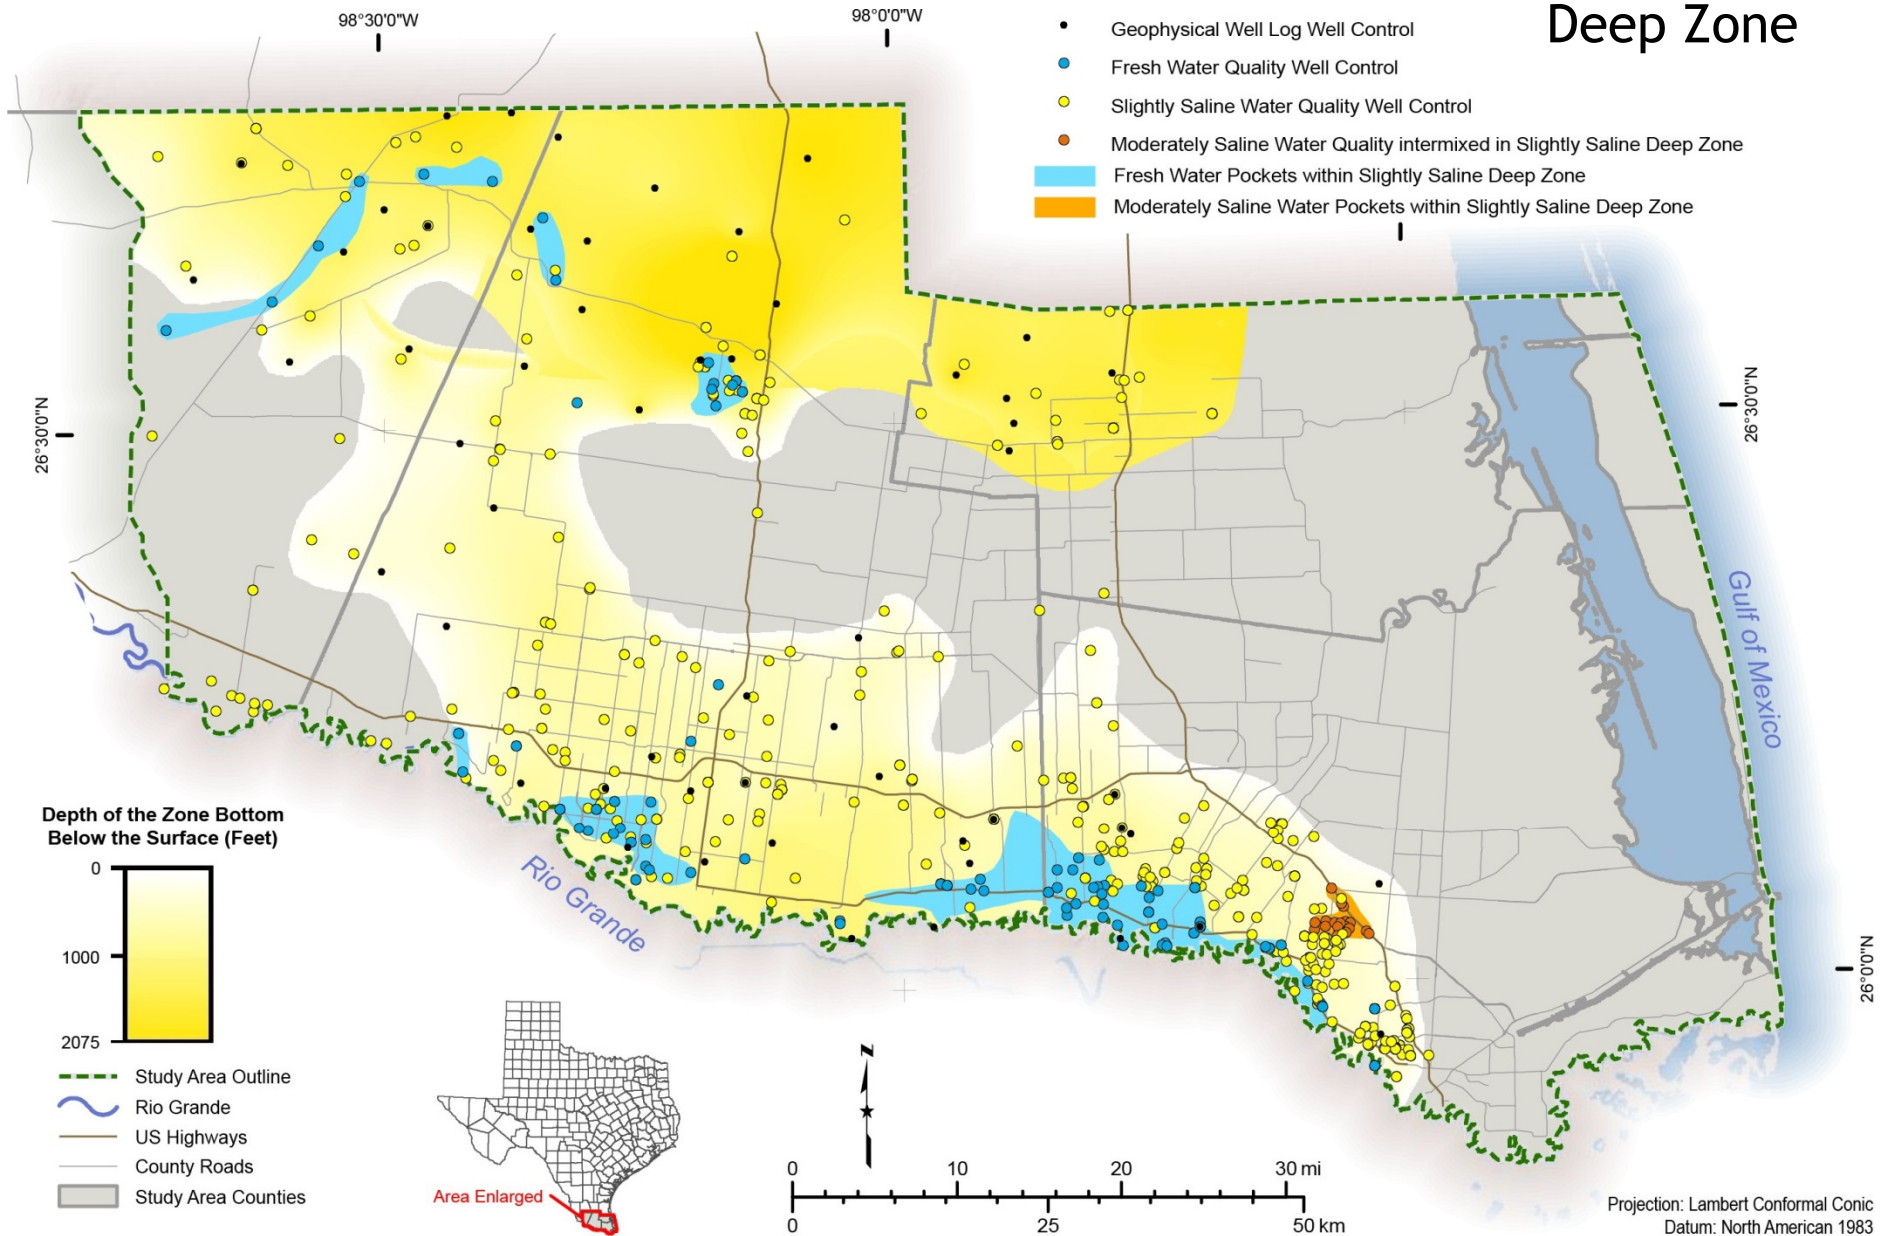 Deep Zone
98°30'0"W
98°0'0"W
Geophysical Well Log Well Control
Fresh Water Quality Well Control
Slightly Saline Water Quality Well Control
Moderately Saline Water Quality intermixed in Slightly Saline Deep Zone
Fresh Water Pockets within Slightly Saline Deep Zone
Moderately Saline Water Pockets within Slightly Saline Deep Zone
26°30'0"N
26°30'0"N
Gulf of Mexico
Rio Grande
26°0'0"N
Depth of the Zone Bottom
Below the Surface (Feet)
0
1000
2075
Study Area Outline
Rio Grande
US Highways
County Roads
Study Area Counties
Area Enlarged
N
0 10 20 30 mi
0 25 50 km
Projection: Lambert Conformal Conic
Datum: North American 1983